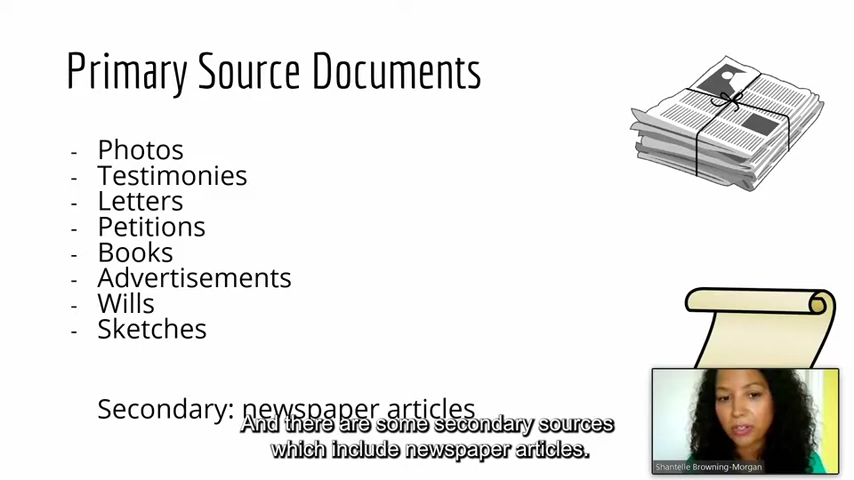 Primary Source Documents
- Photos
- Testimonies
- Letters
- Petitions
- Books
- Advertisements
- Wills
- Sketches
Secondary: newspaper articles
And there are some secondary sources
which include newspaper articles.
Shantelle Browning-Morgan